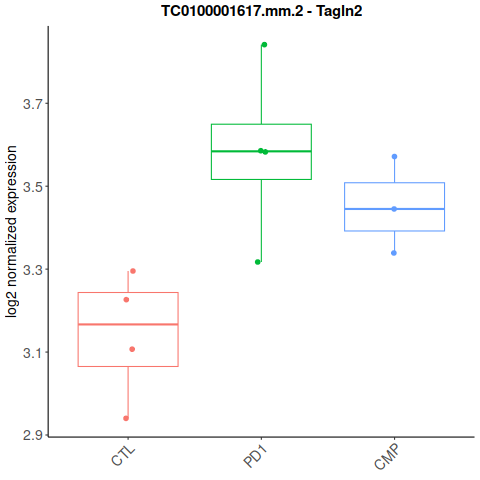 TC0100001617.mm.2 - Tagln2
log2 normalized expression
3.7
3.5
3.3
3.1
2.9
CTL
PD1
CMP